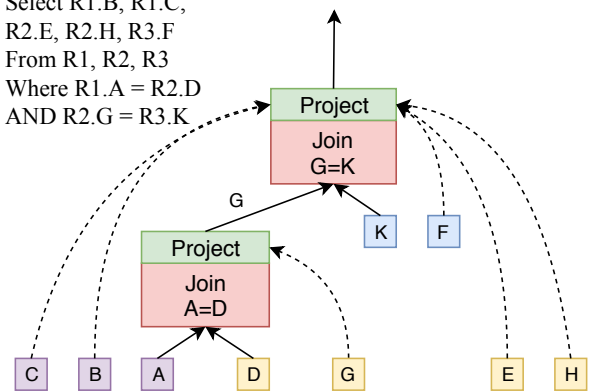 Select R1.B, R1.C,
R2.E, R2.H, R3.F
From R1, R2, R3
Where R1.A = R2.D
AND R2.G = R3.K
Project
Join
G=K
G
K
F
Project
Join
A=D
C
B
A
D
G
E
H